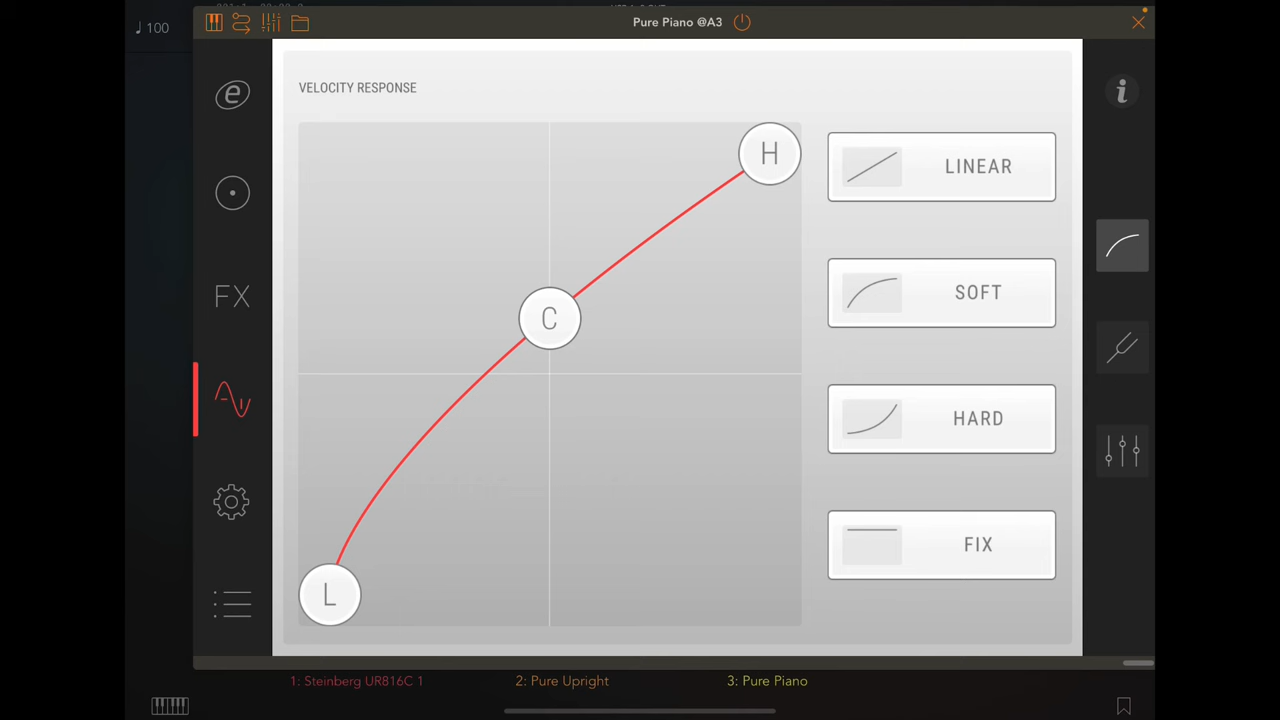 ♩ 100
Pure Piano @A3
VELOCITY RESPONSE
H
C
L
LINEAR
SOFT
HARD
FIX
e
FX
i
1: Steinberg UR816C 1
2: Pure Upright
3: Pure Piano